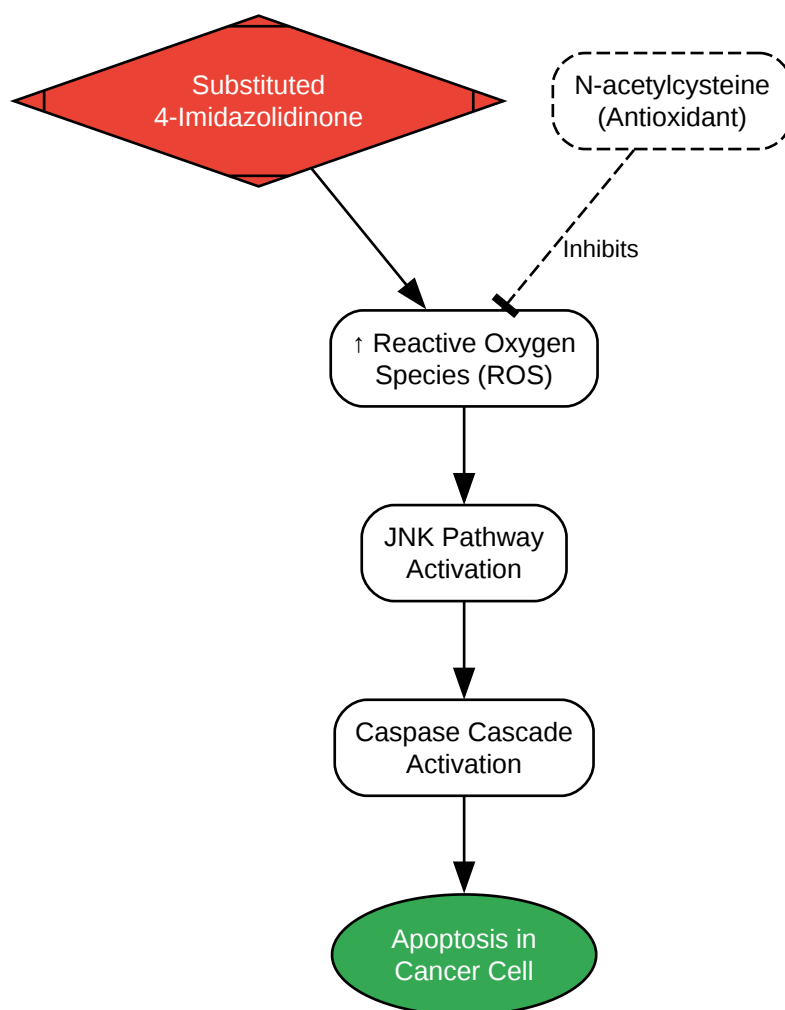 Substituted
4-Imidazolidinone
N-acetylcysteine
(Antioxidant)
Inhibits
↑ Reactive Oxygen
Species (ROS)
JNK Pathway
Activation
Caspase Cascade
Activation
Apoptosis in
Cancer Cell